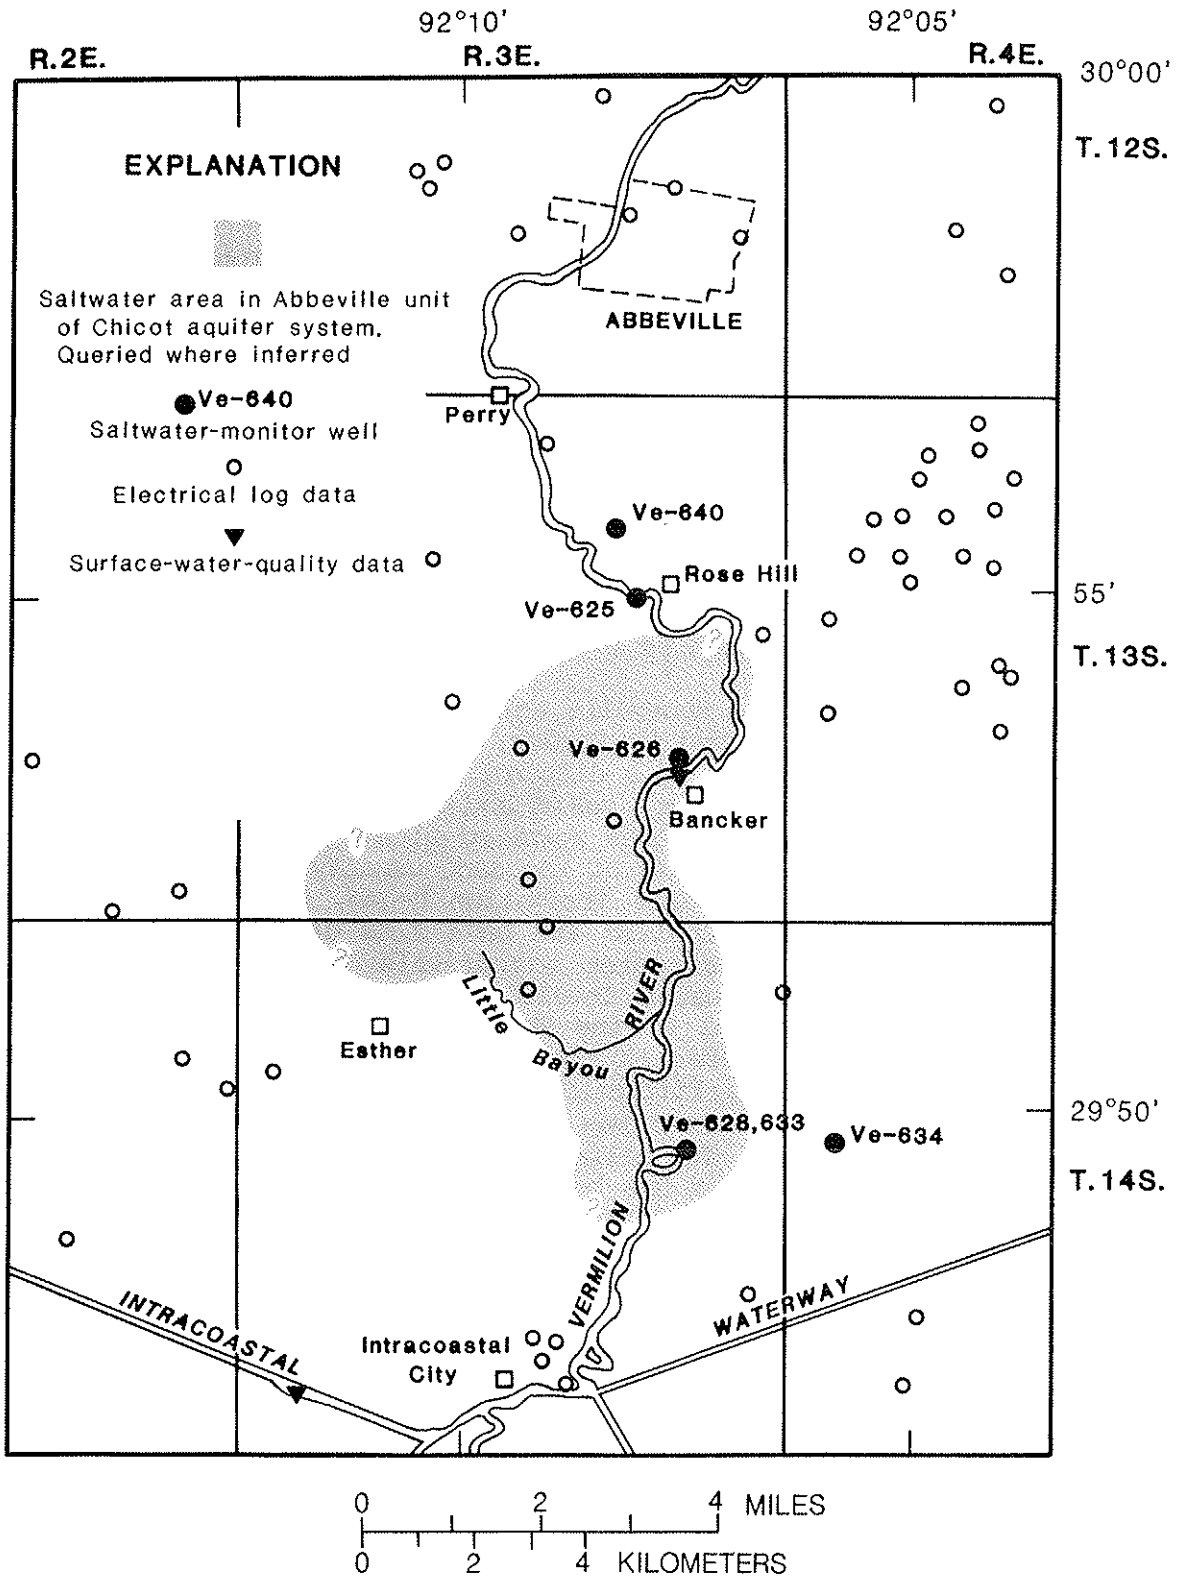 92°10'
92°05'
R.2E.
R.3E.
R.4E.
30°00'
T.12S.
EXPLANATION
Saltwater area in Abbeville unit
of Chicot aquifer system.
Queried where inferred
Ve-640
Saltwater-monitor well
Electrical log data
Surface-water-quality data
ABBEVILLE
Perry
Ve-640
Rose Hill
Ve-625
55'
T.13S.
?
Ve-626
Bancker
?
?
Little
Bayou
RIVER
Esther
29°50'
Ve-628,633
Ve-634
T.14S.
?
VERMILION
INTRACOASTAL
WATERWAY
Intracoastal
City
0 2 4 MILES
0 2 4 KILOMETERS